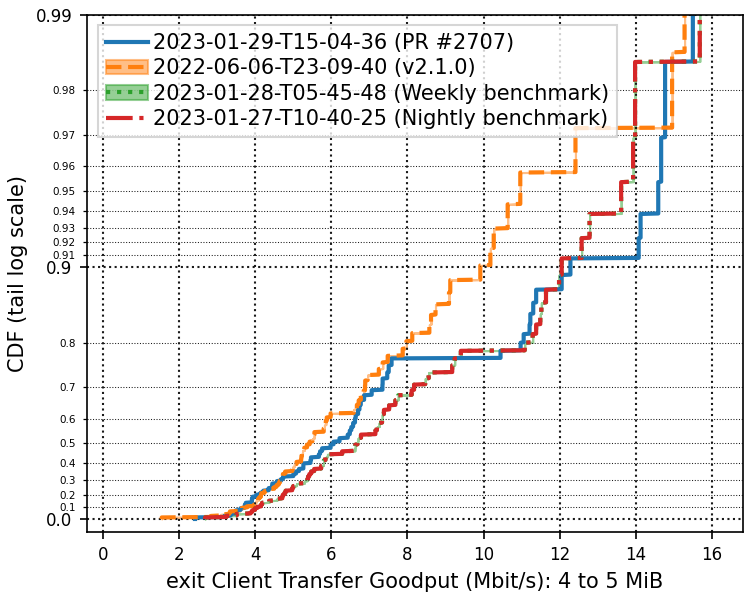 2023-01-29-T15-04-36 (PR #2707)
2022-06-06-T23-09-40 (v2.1.0)
2023-01-28-T05-45-48 (Weekly benchmark)
2023-01-27-T10-40-25 (Nightly benchmark)
CDF (tail log scale)
0.99
0.98
0.97
0.96
0.95
0.94
0.93
0.92
0.91
0.9
0.8
0.7
0.6
0.5
0.4
0.3
0.2
0.1
0.0
0 2 4 6 8 10 12 14 16
exit Client Transfer Goodput (Mbit/s): 4 to 5 MiB